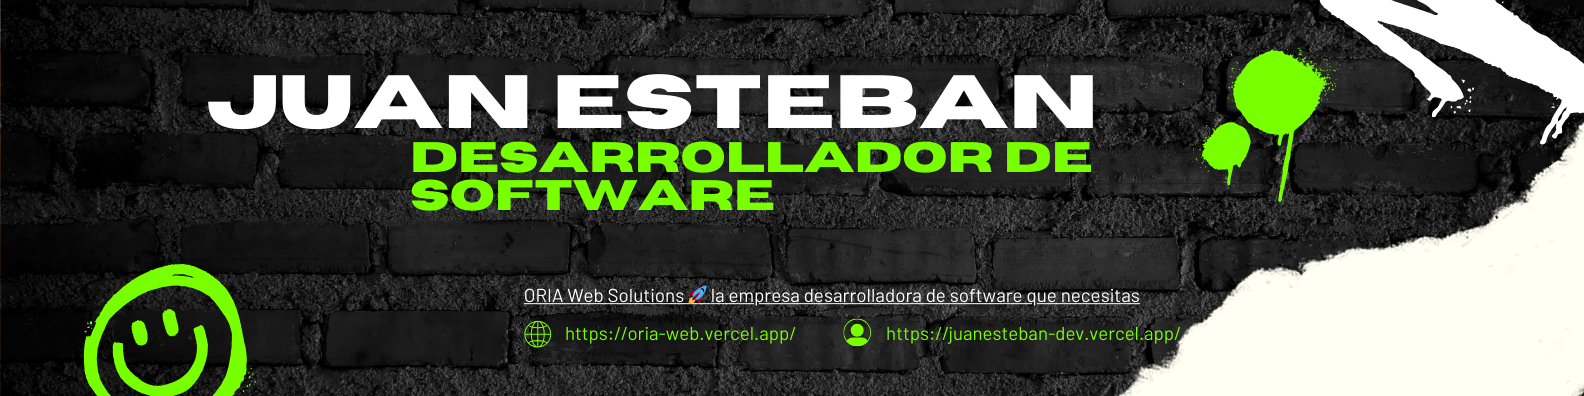 JUAN ESTEBAN
DESARROLLADOR DE
SOFTWARE
ORIA Web Solutions 🚀 la empresa desarrolladora de software que necesitas
https://oria-web.vercel.app/
https://juanesteban-dev.vercel.app/